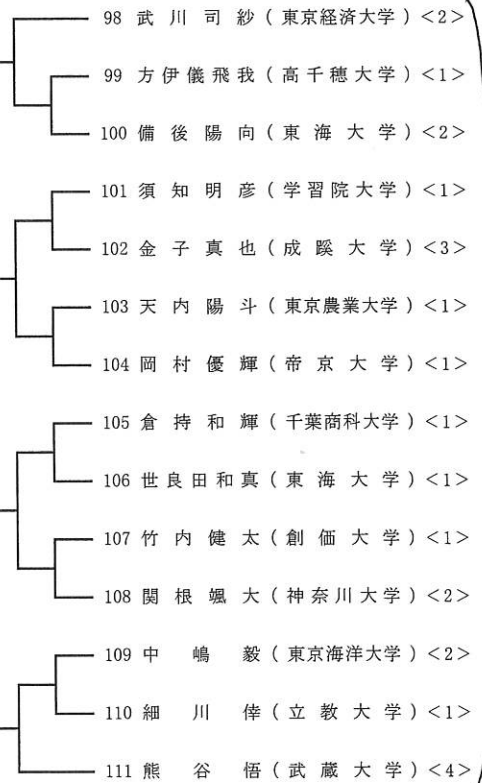 98 武川司紗(東京経済大学)<2>
99 方伊儀飛我(高千穂大学)<1>
100 備後陽向(東海大学)<2>
101 須知明彦(学習院大学)<1>
102 金子真也(成蹊大学)<3>
103 天内陽斗(東京農業大学)<1>
104 岡村優輝(帝京大学)<1>
105 倉持和輝(千葉商科大学)<1>
106 世良田和真(東海大学)<1>
107 竹内健太(創価大学)<1>
108 関根颯大(神奈川大学)<2>
109 中嶋毅(東京海洋大学)<2>
110 細川倖(立教大学)<1>
111 熊谷悟(武蔵大学)<4>